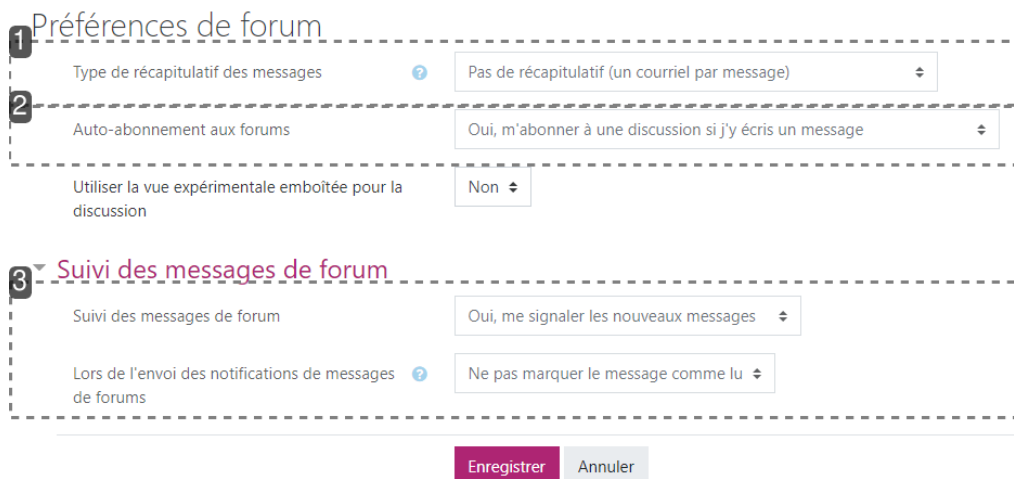 1
Préférences de forum
Type de récapitulatif des messages ? Pas de récapitulatif (un courriel par message)
2
Auto-abonnement aux forums Oui, m'abonner à une discussion si j'y écris un message
Utiliser la vue expérimentale emboîtée pour la Non
discussion
3
Suivi des messages de forum
Suivi des messages de forum Oui, me signaler les nouveaux messages
Lors de l'envoi des notifications de messages ? Ne pas marquer le message comme lu
de forums
Enregistrer Annuler